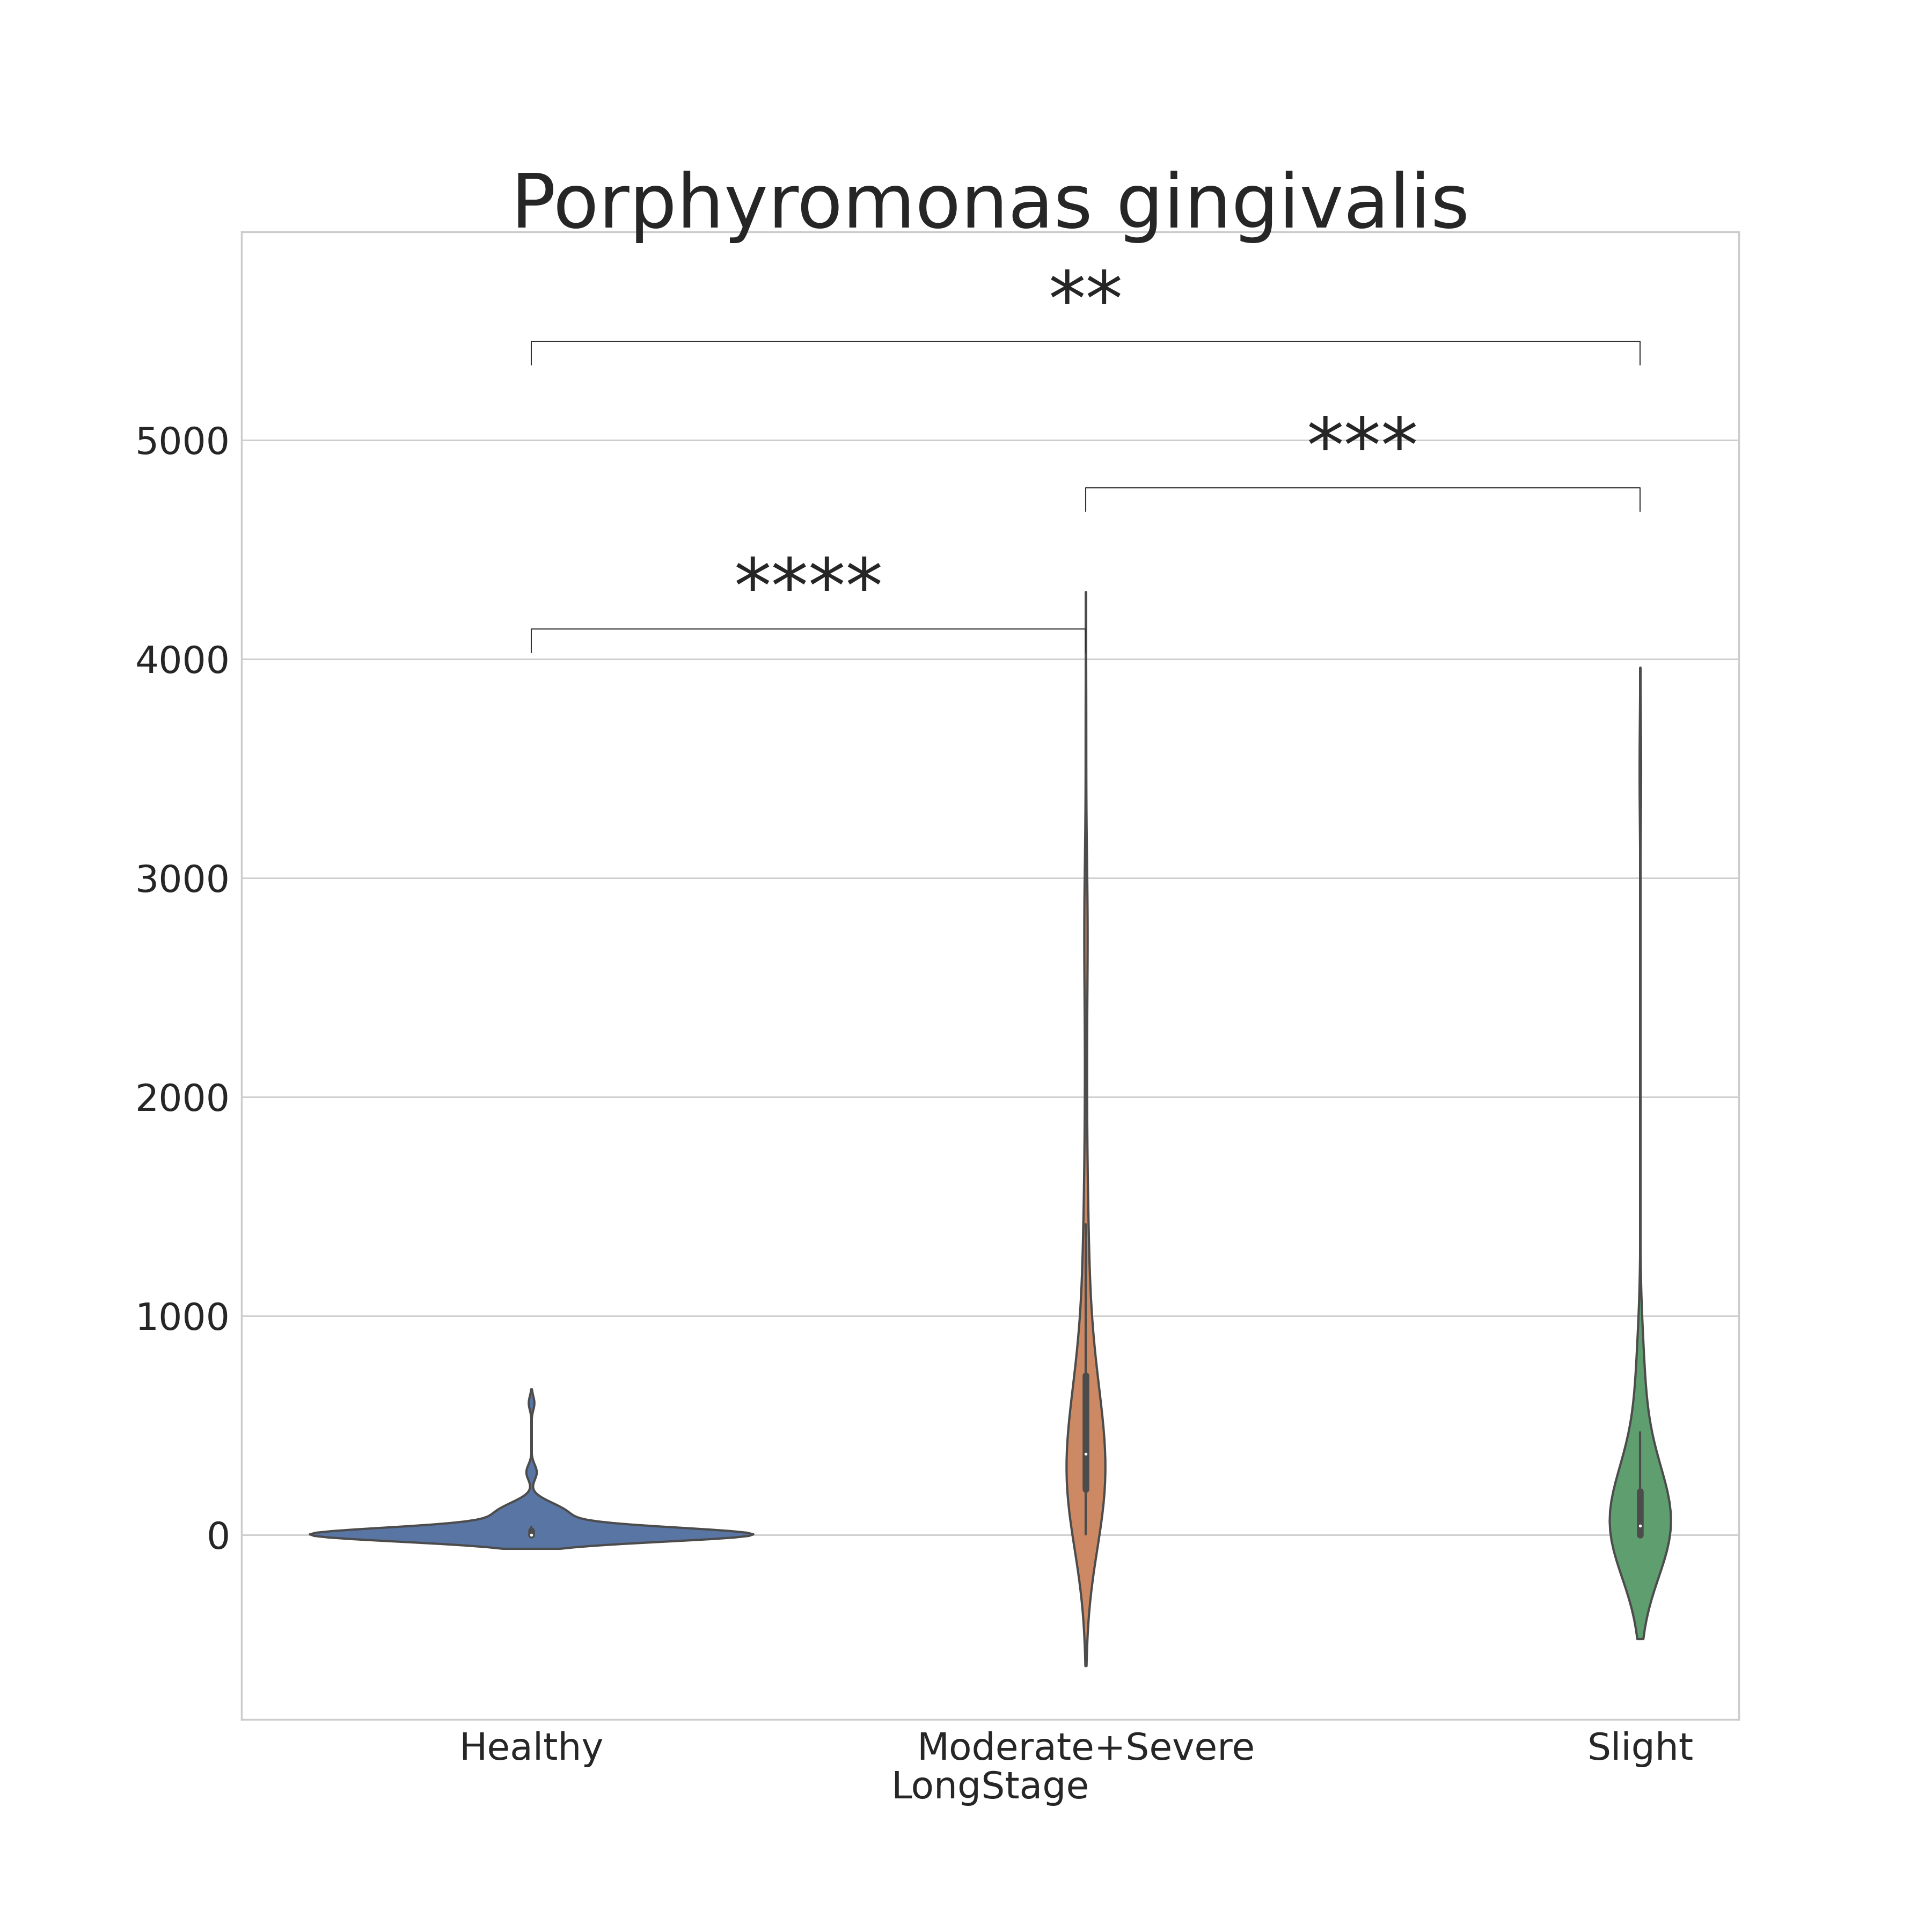 Porphyromonas gingivalis
**
***
****
5000
4000
3000
2000
1000
0
Healthy
Moderate+Severe
Slight
LongStage